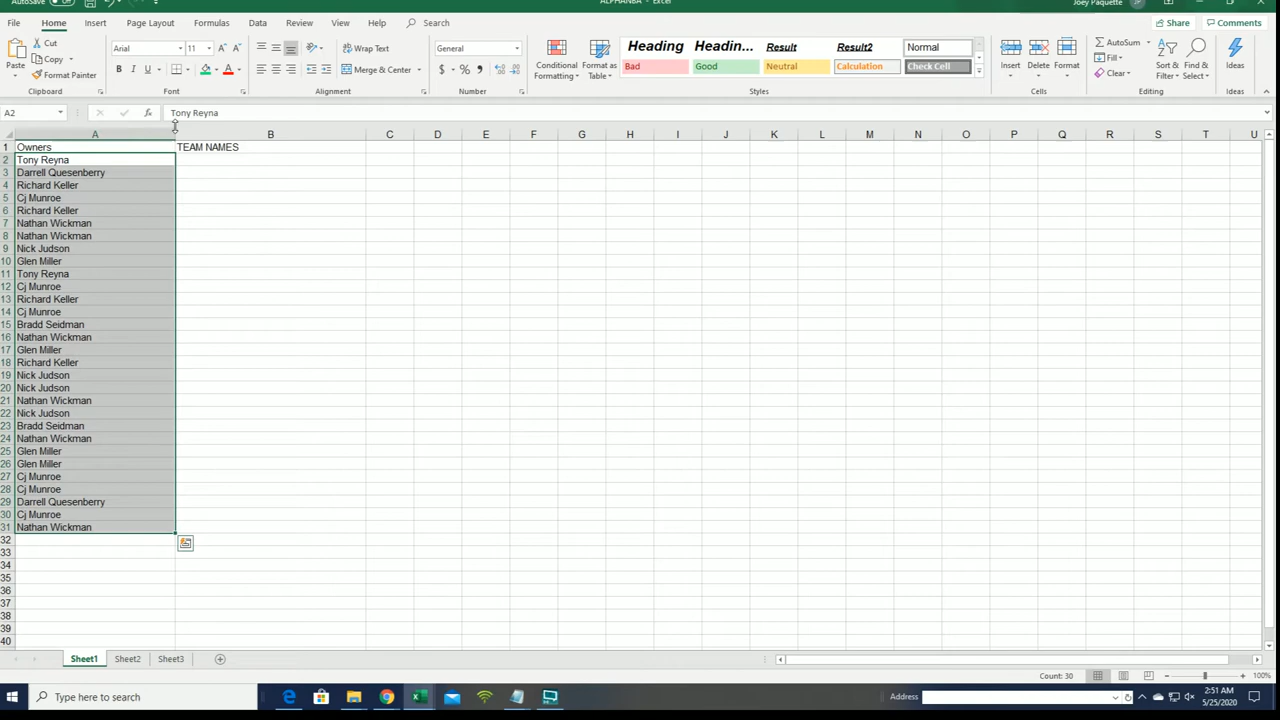 AutoSave Off ALPHANBA - Excel Joey Paquette JP
File Home Insert Page Layout Formulas Data Review View Help Search Share Comments
Paste Cut Copy Format Painter Clipboard
Arial 11 B I U A A A Font
Wrap Text Merge & Center Alignment
General $ % , Number
Conditional Formatting Format as Table
Heading Headin... Result Result2 Normal
Bad Good Neutral Calculation Check Cell
Styles
Insert Delete Format Cells
AutoSum Fill Clear Sort & Filter Find & Select Editing
Ideas Ideas
A2 fx Tony Reyna
A B C D E F G H I J K L M N O P Q R S T U
1 Owners TEAM NAMES
2 Tony Reyna
3 Darrell Quesenberry
4 Richard Keller
5 Cj Munroe
6 Richard Keller
7 Nathan Wickman
8 Nathan Wickman
9 Nick Judson
10 Glen Miller
11 Tony Reyna
12 Cj Munroe
13 Richard Keller
14 Cj Munroe
15 Bradd Seidman
16 Nathan Wickman
17 Glen Miller
18 Richard Keller
19 Nick Judson
20 Nick Judson
21 Nathan Wickman
22 Nick Judson
23 Bradd Seidman
24 Nathan Wickman
25 Glen Miller
26 Glen Miller
27 Cj Munroe
28 Cj Munroe
29 Darrell Quesenberry
30 Cj Munroe
31 Nathan Wickman
32
33
34
35
36
37
38
39
40
Sheet1 Sheet2 Sheet3
Count: 30 100%
Type here to search Address 2:51 AM
5/25/2020